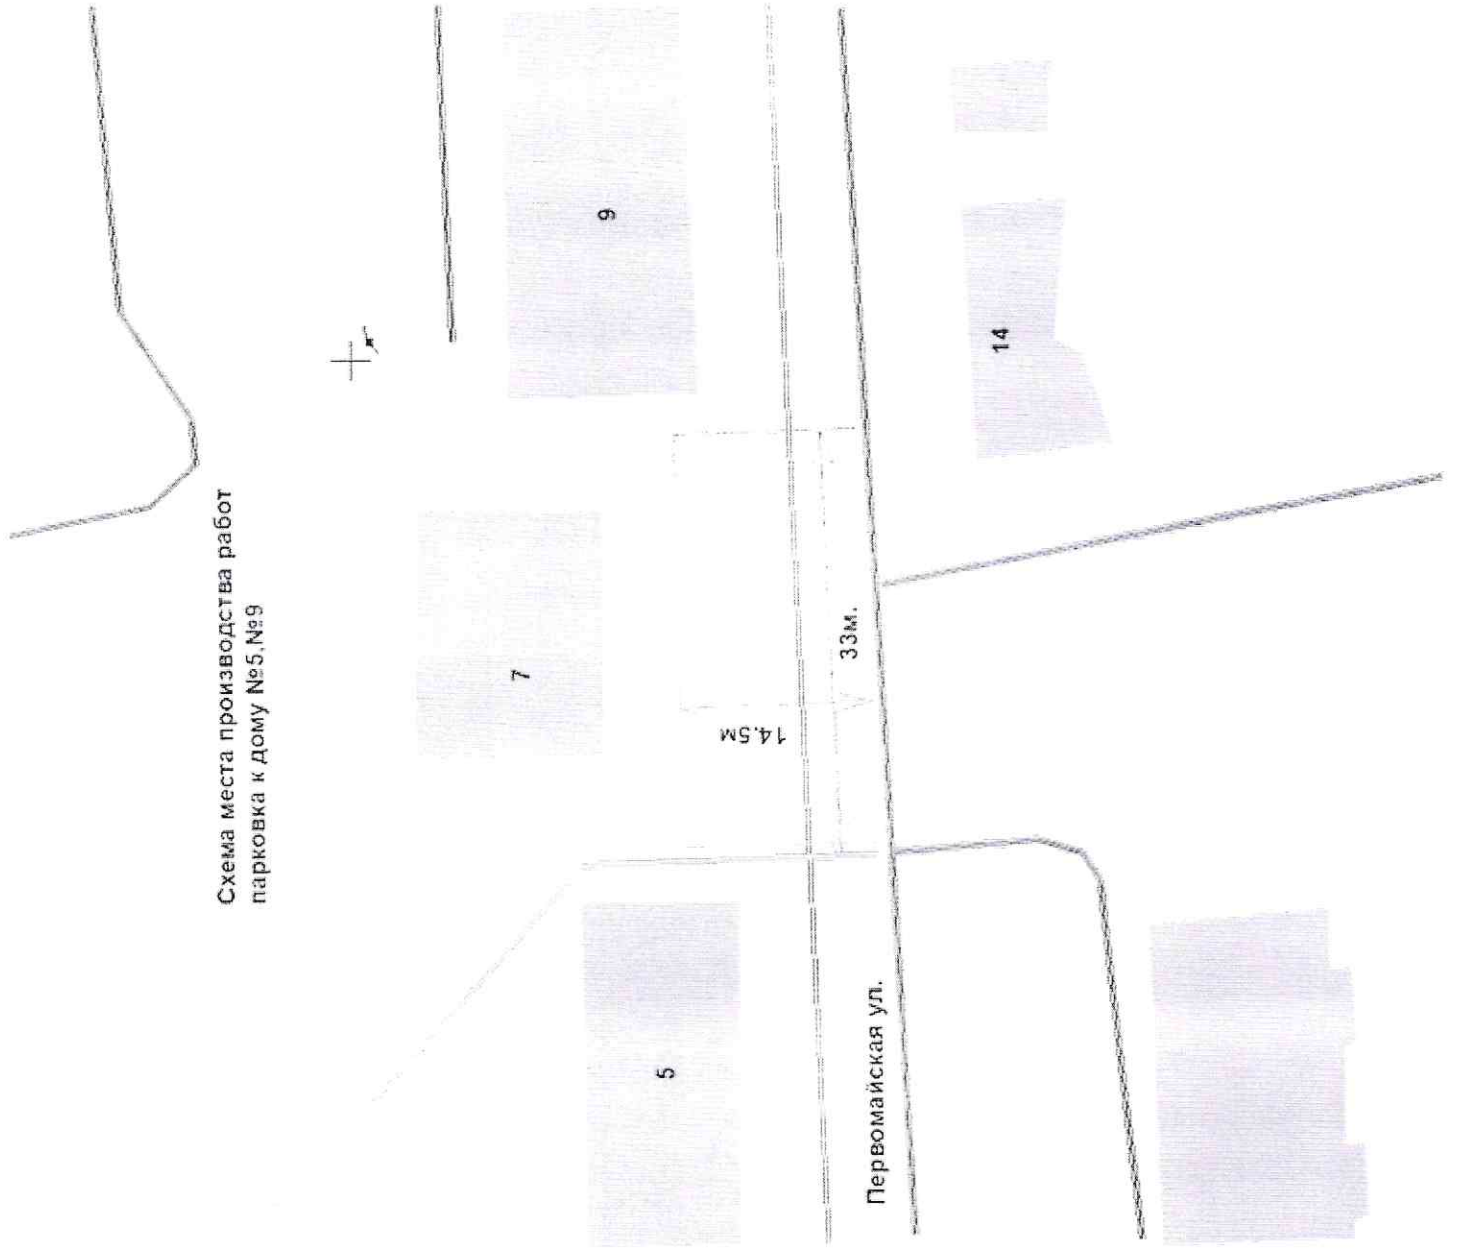 Схема места производства работ
парковка к дому №5,№9
9
7
14
33м.
14.5м
5
Первомайская ул.